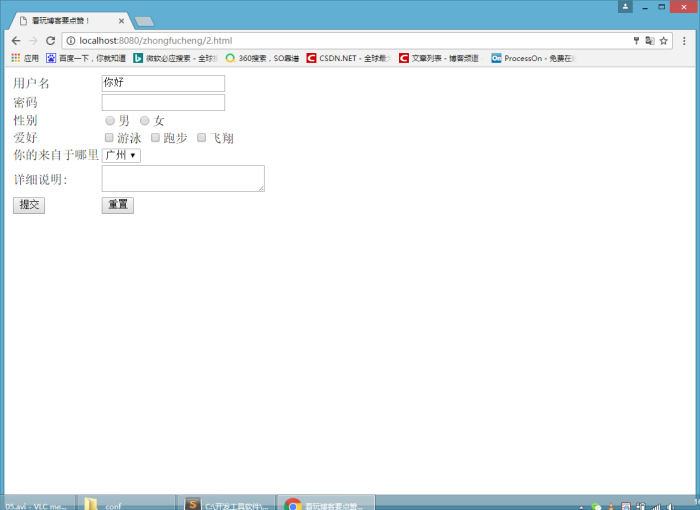 看玩博客要点赞！
localhost:8080/zhongfucheng/2.html
应用 百度一下，你就知道 微软必应搜索 - 全球搜 360搜索，SO靠谱 CSDN.NET - 全球最大 文章列表 - 博客频道 ProcessOn - 免费在
用户名 你好
密码
性别 男 女
爱好 游泳 跑步 飞翔
你的来自于哪里 广州
详细说明：
提交 重置
05.avi - VLC me... conf C:\开发工具软件\... 看玩博客要点赞...